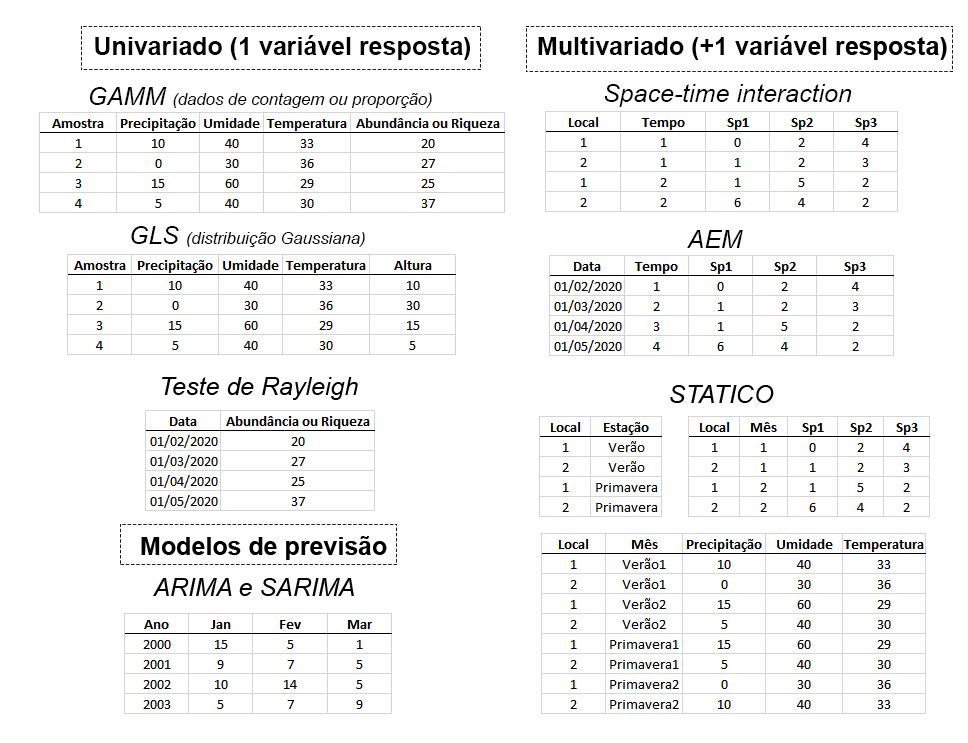 Univariado (1 variável resposta)
GAMM (dados de contagem ou proporção)
Amostra Precipitação Umidade Temperatura Abundância ou Riqueza
1 10 40 33 20
2 0 30 36 27
3 15 60 29 25
4 5 40 30 37
GLS (distribuição Gaussiana)
Amostra Precipitação Umidade Temperatura Altura
1 10 40 33 10
2 0 30 36 30
3 15 60 29 15
4 5 40 30 5
Teste de Rayleigh
Data Abundância ou Riqueza
01/02/2020 20
01/03/2020 27
01/04/2020 25
01/05/2020 37
Modelos de previsão
ARIMA e SARIMA
Ano Jan Fev Mar
2000 15 5 1
2001 9 7 5
2002 10 14 5
2003 5 7 9
Multivariado (+1 variável resposta)
Space-time interaction
Local Tempo Sp1 Sp2 Sp3
1 1 0 2 4
2 1 1 2 3
1 2 1 5 2
2 2 6 4 2
AEM
Data Tempo Sp1 Sp2 Sp3
01/02/2020 1 0 2 4
01/03/2020 2 1 2 3
01/04/2020 3 1 5 2
01/05/2020 4 6 4 2
STATICO
Local Estação
1 Verão
2 Verão
1 Primavera
2 Primavera
Local Mês Sp1 Sp2 Sp3
1 1 0 2 4
2 1 1 2 3
1 2 1 5 2
2 2 6 4 2
Local Mês Precipitação Umidade Temperatura
1 Verão1 10 40 33
2 Verão1 0 30 36
1 Verão2 15 60 29
2 Verão2 5 40 30
1 Primavera1 15 60 29
2 Primavera1 5 40 30
1 Primavera2 0 30 36
2 Primavera2 10 40 33